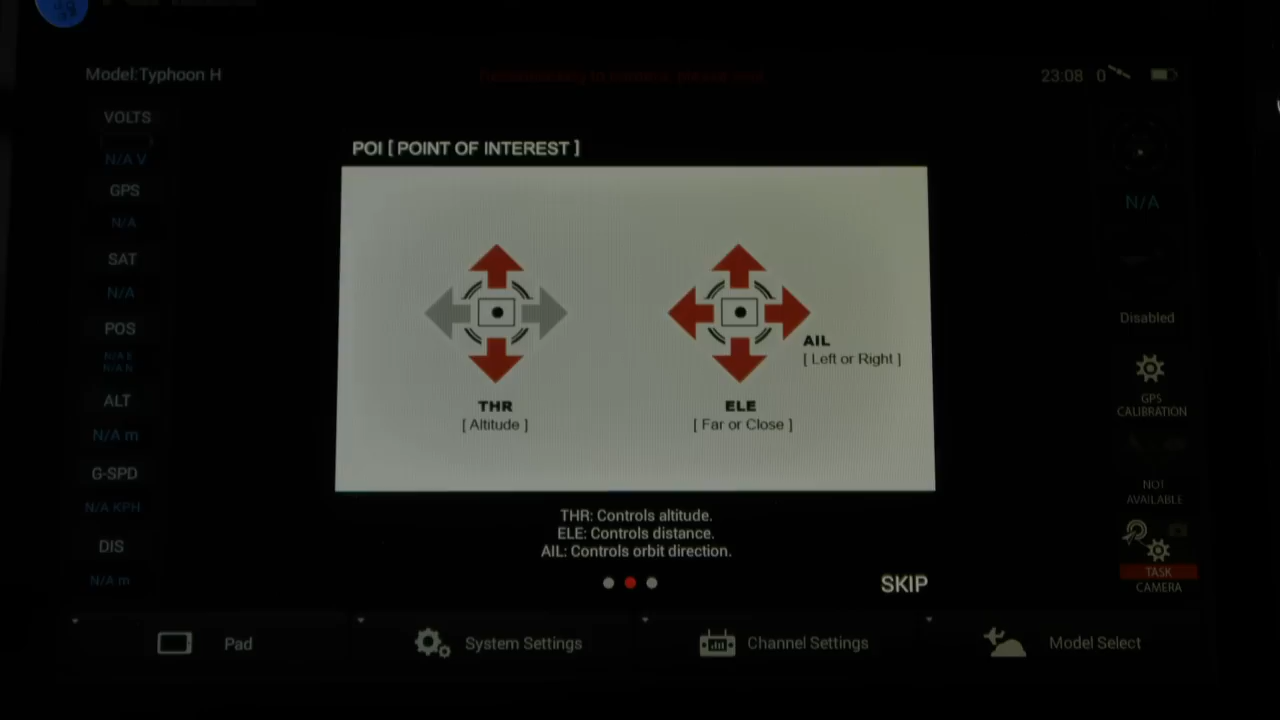 Model:Typhoon H
23:08 0
VOLTS
N/A V
GPS
N/A
SAT
N/A
POS
N/A E
N/A N
ALT
N/A m
G-SPD
N/A KPH
DIS
N/A m
POI [ POINT OF INTEREST ]
THR
[ Altitude ]
AIL
[ Left or Right ]
ELE
[ Far or Close ]
THR: Controls altitude.
ELE: Controls distance.
AIL: Controls orbit direction.
SKIP
N/A
Disabled
GPS
CALIBRATION
NOT
AVAILABLE
TASK
CAMERA
Pad
System Settings
Channel Settings
Model Select